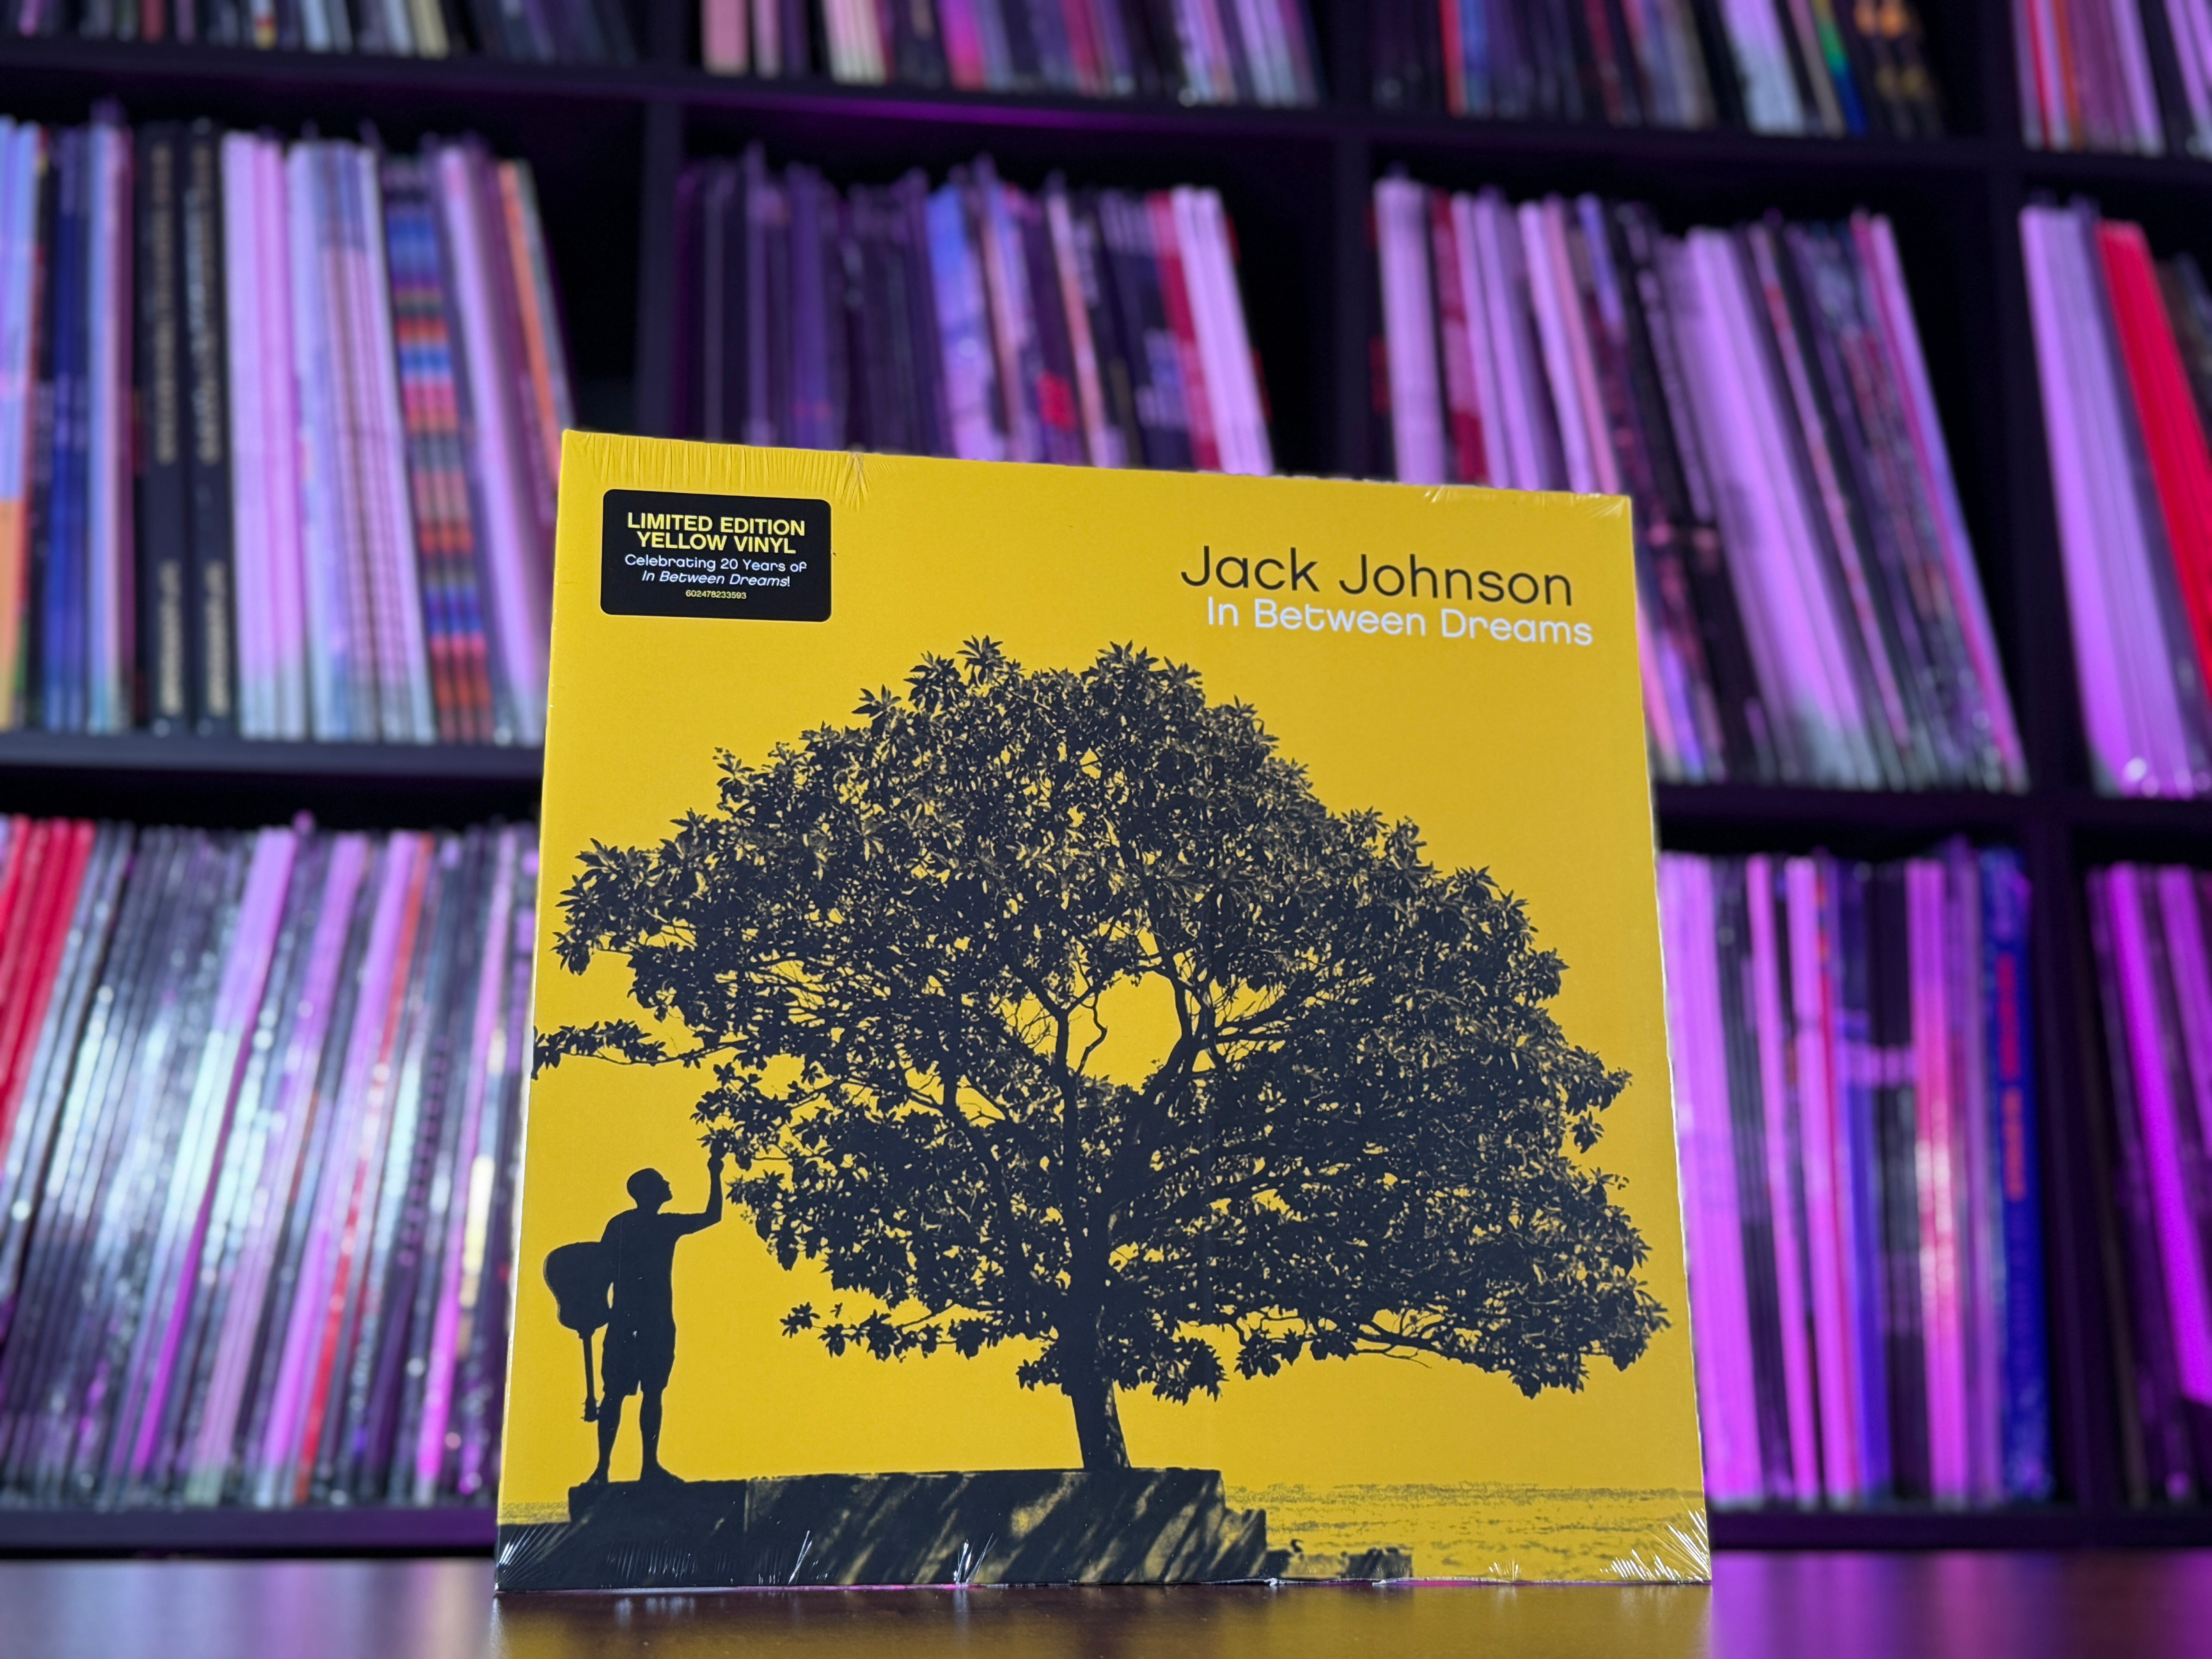 LIMITED EDITION
YELLOW VINYL
Celebrating 20 Years of
In Between Dreams!
602478233593
Jack Johnson
In Between Dreams